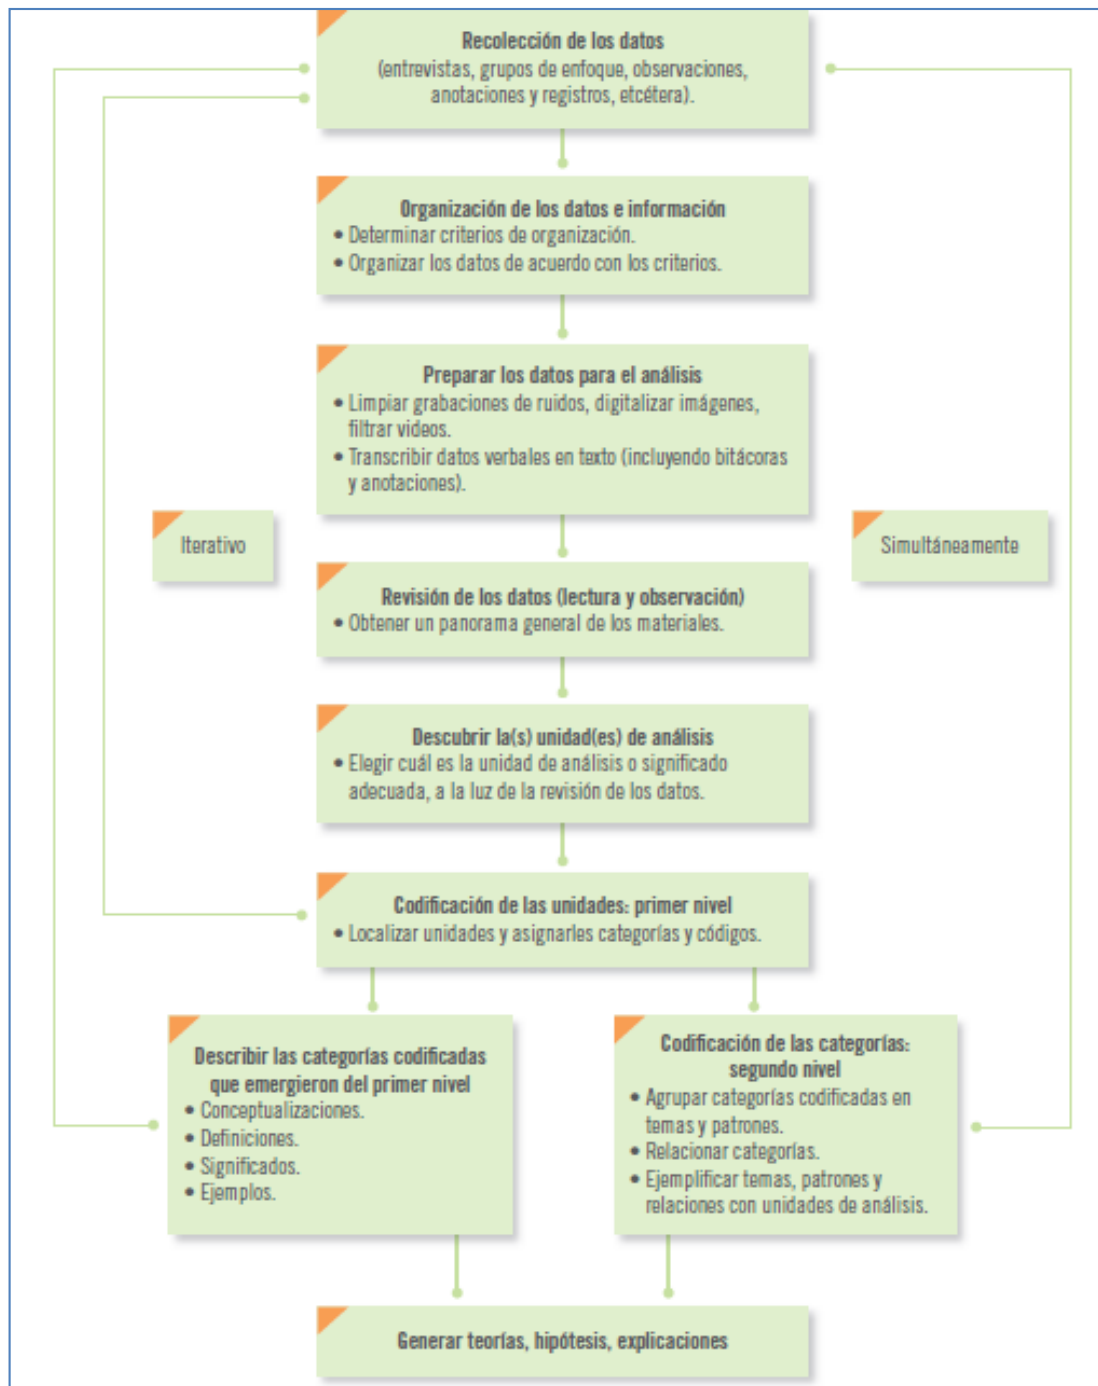 Recolección de los datos
(entrevistas, grupos de enfoque, observaciones,
anotaciones y registros, etcétera).
Organización de los datos e información
• Determinar criterios de organización.
• Organizar los datos de acuerdo con los criterios.
Preparar los datos para el análisis
• Limpiar grabaciones de ruidos, digitalizar imágenes,
filtrar videos.
• Transcribir datos verbales en texto (incluyendo bitácoras
y anotaciones).
Iterativo
Simultáneamente
Revisión de los datos (lectura y observación)
• Obtener un panorama general de los materiales.
Descubrir la(s) unidad(es) de análisis
• Elegir cuál es la unidad de análisis o significado
adecuada, a la luz de la revisión de los datos.
Codificación de las unidades: primer nivel
• Localizar unidades y asignarles categorías y códigos.
Describir las categorías codificadas
que emergieron del primer nivel
• Conceptualizaciones.
• Definiciones.
• Significados.
• Ejemplos.
Codificación de las categorías:
segundo nivel
• Agrupar categorías codificadas en
temas y patrones.
• Relacionar categorías.
• Ejemplificar temas, patrones y
relaciones con unidades de análisis.
Generar teorías, hipótesis, explicaciones